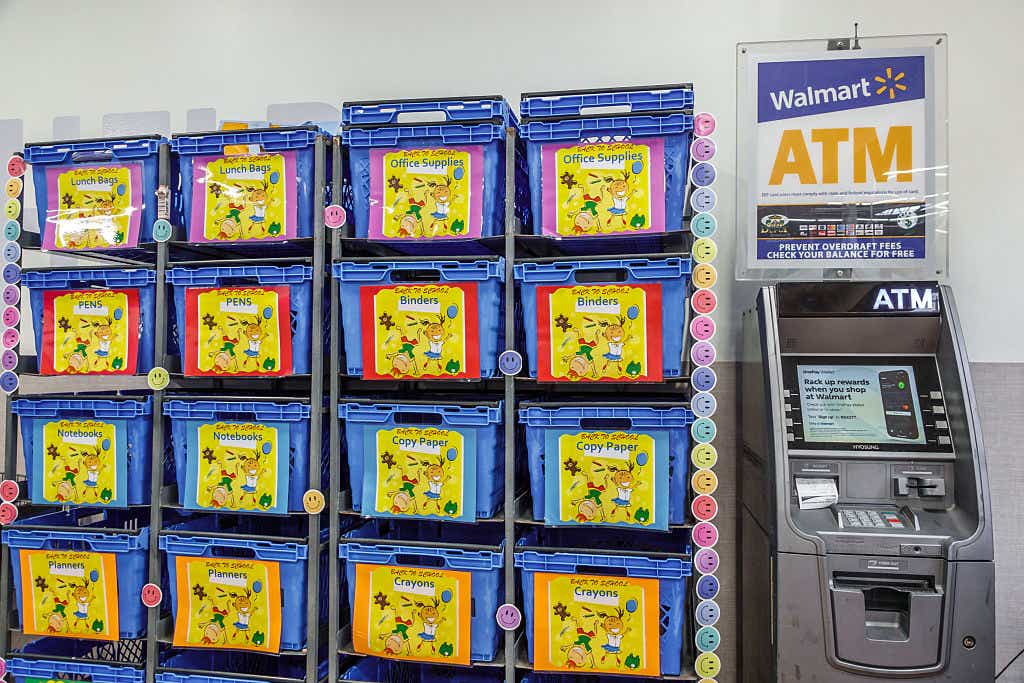 BACK TO SCHOOL
Lunch Bags
BACK TO SCHOOL
Lunch Bags
BACK TO SCHOOL
Office Supplies
BACK TO SCHOOL
Office Supplies
BACK TO SCHOOL
PENS
BACK TO SCHOOL
PENS
BACK TO SCHOOL
Binders
BACK TO SCHOOL
Binders
BACK TO SCHOOL
Notebooks
BACK TO SCHOOL
Notebooks
BACK TO SCHOOL
Copy Paper
BACK TO SCHOOL
Copy Paper
BACK TO SCHOOL
Planners
BACK TO SCHOOL
Planners
BACK TO SCHOOL
Crayons
BACK TO SCHOOL
Crayons
Walmart
ATM
PREVENT OVERDRAFT FEES
CHECK YOUR BALANCE FOR FREE
ATM
Rack up rewards
when you shop
at Walmart
HYOSUNG